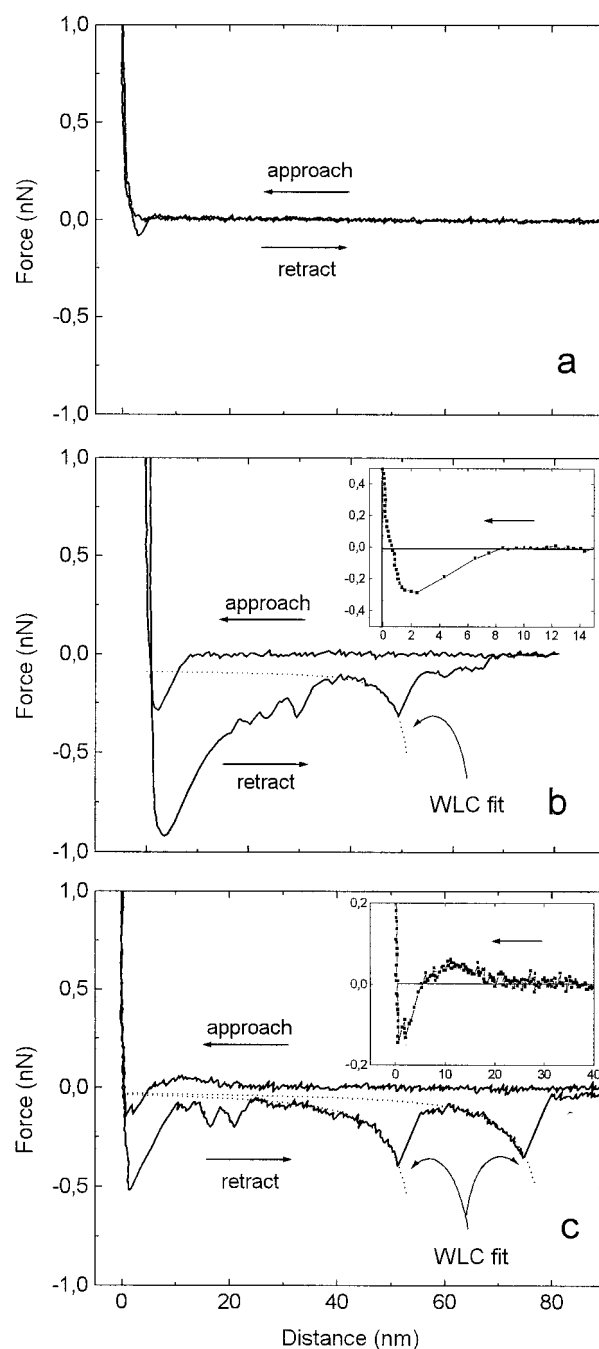 1,0
0,5
0,0
-0,5
-1,0
Force (nN)
approach
retract
a
1,0
0,5
0,0
-0,5
-1,0
Force (nN)
approach
retract
WLC fit
b
0,4
0,2
0,0
-0,2
-0,4
0 2 4 6 8 10 12 14
1,0
0,5
0,0
-0,5
-1,0
Force (nN)
approach
retract
WLC fit
c
0,2
0,0
-0,2
0 10 20 30 40
0 20 40 60 80
Distance (nm)